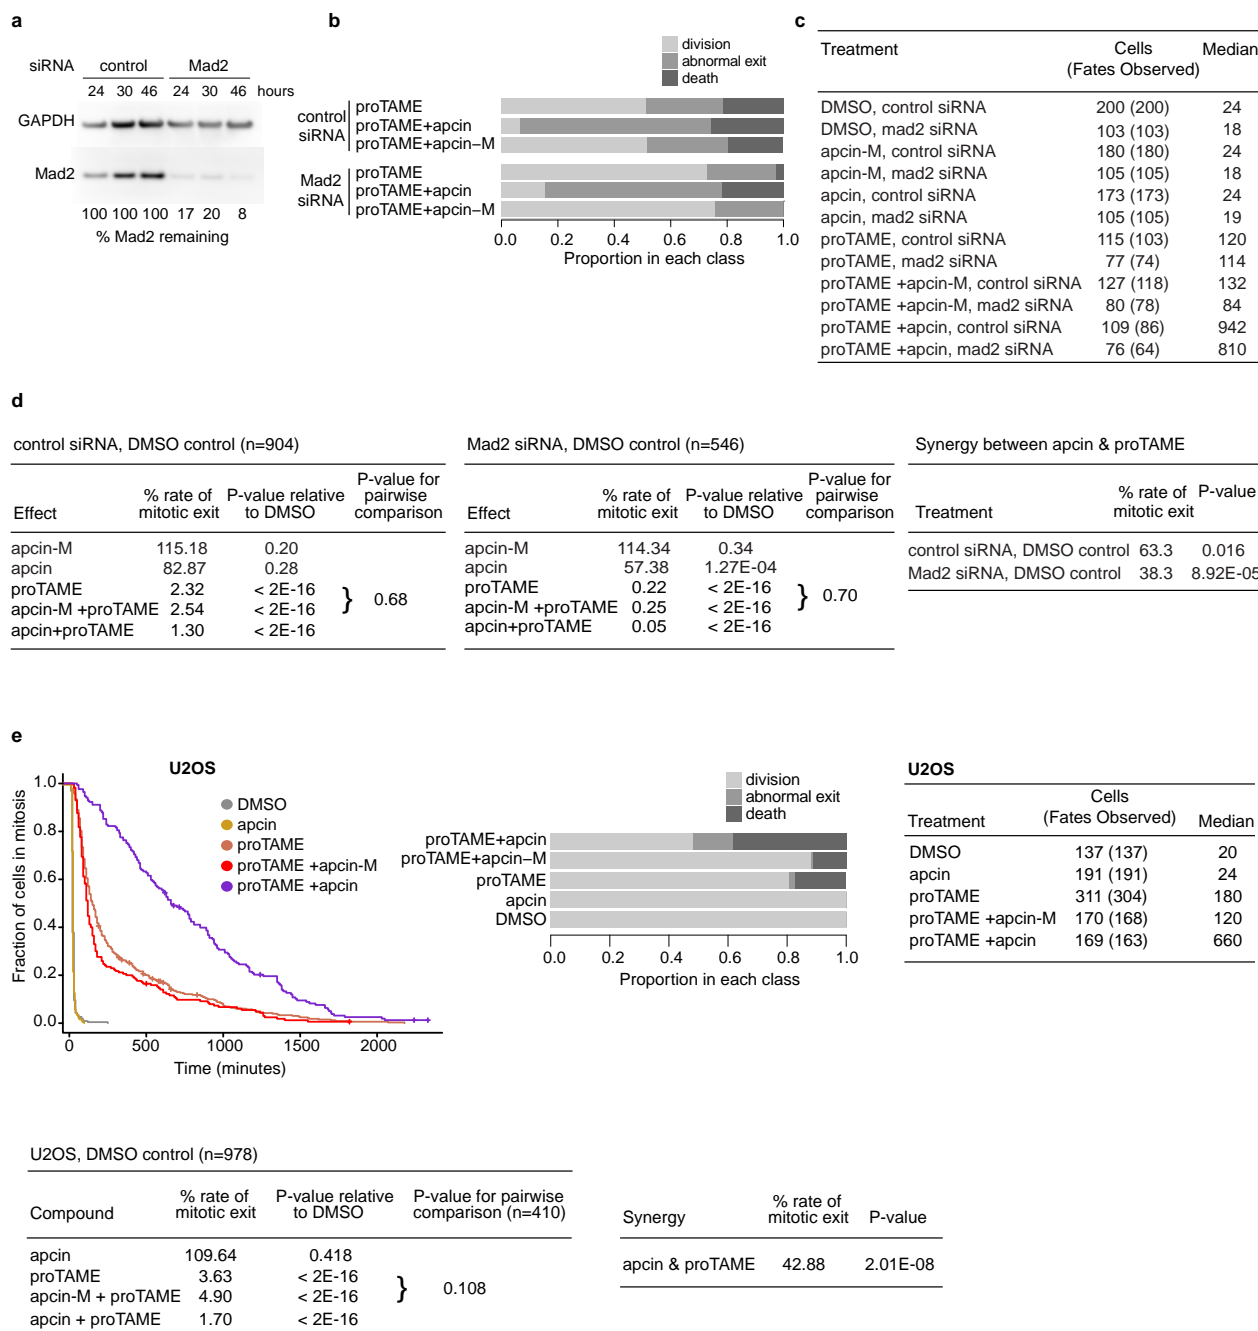 a
siRNA control Mad2
24 30 46 24 30 46 hours
GAPDH
Mad2
100 100 100 17 20 8
% Mad2 remaining
b
division
abnormal exit
death
control siRNA
proTAME
proTAME+apcin
proTAME+apcin–M
Mad2 siRNA
proTAME
proTAME+apcin
proTAME+apcin–M
0.0 0.2 0.4 0.6 0.8 1.0
Proportion in each class
c
Treatment Cells (Fates Observed) Median
DMSO, control siRNA 200 (200) 24
DMSO, mad2 siRNA 103 (103) 18
apcin-M, control siRNA 180 (180) 24
apcin-M, mad2 siRNA 105 (105) 18
apcin, control siRNA 173 (173) 24
apcin, mad2 siRNA 105 (105) 19
proTAME, control siRNA 115 (103) 120
proTAME, mad2 siRNA 77 (74) 114
proTAME +apcin-M, control siRNA 127 (118) 132
proTAME +apcin-M, mad2 siRNA 80 (78) 84
proTAME +apcin, control siRNA 109 (86) 942
proTAME +apcin, mad2 siRNA 76 (64) 810
d
control siRNA, DMSO control (n=904)
Effect % rate of mitotic exit P-value relative to DMSO P-value for pairwise comparison
apcin-M 115.18 0.20
apcin 82.87 0.28
proTAME 2.32 < 2E-16
apcin-M +proTAME 2.54 < 2E-16
} 0.68
apcin+proTAME 1.30 < 2E-16
Mad2 siRNA, DMSO control (n=546)
Effect % rate of mitotic exit P-value relative to DMSO P-value for pairwise comparison
apcin-M 114.34 0.34
apcin 57.38 1.27E-04
proTAME 0.22 < 2E-16
apcin-M +proTAME 0.25 < 2E-16
} 0.70
apcin+proTAME 0.05 < 2E-16
Synergy between apcin & proTAME
Treatment % rate of mitotic exit P-value
control siRNA, DMSO control 63.3 0.016
Mad2 siRNA, DMSO control 38.3 8.92E-05
e
U2OS
Fraction of cells in mitosis
1.0
0.8
0.6
0.4
0.2
0.0
DMSO
apcin
proTAME
proTAME +apcin-M
proTAME +apcin
0 500 1000 1500 2000
Time (minutes)
division
abnormal exit
death
proTAME+apcin
proTAME+apcin–M
proTAME
apcin
DMSO
0.0 0.2 0.4 0.6 0.8 1
Proportion in each class
U2OS
Treatment Cells (Fates Observed) Median
DMSO 137 (137) 20
apcin 191 (191) 24
proTAME 311 (304) 180
proTAME +apcin-M 170 (168) 120
proTAME +apcin 169 (163) 660
U2OS, DMSO control (n=978)
Compound % rate of mitotic exit P-value relative to DMSO P-value for pairwise comparison (n=410)
apcin 109.64 0.418
proTAME 3.63 < 2E-16
apcin-M + proTAME 4.90 < 2E-16
} 0.108
apcin + proTAME 1.70 < 2E-16
Synergy % rate of mitotic exit P-value
apcin & proTAME 42.88 2.01E-08